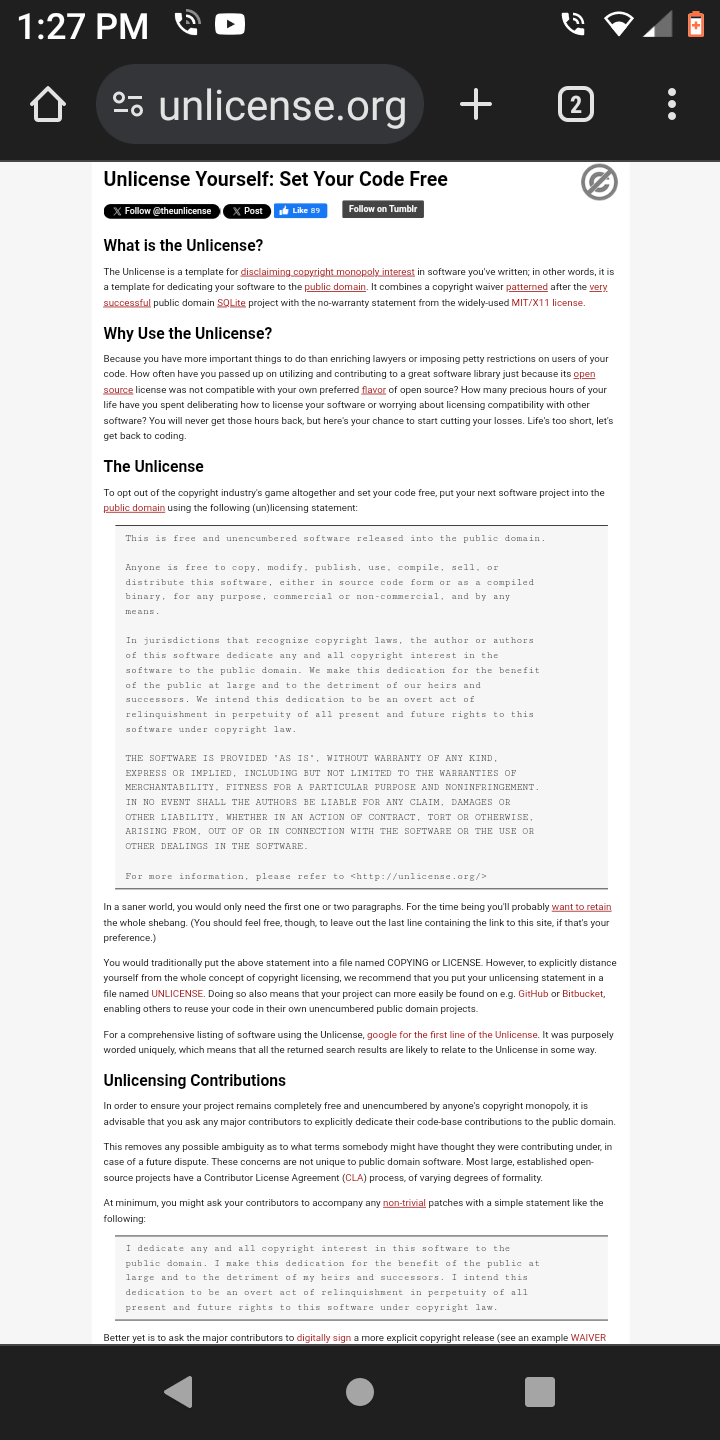 1:27 PM
unlicense.org
2
Unlicense Yourself: Set Your Code Free
Follow @theunlicense
Post
Like 89
Follow on Tumblr
What is the Unlicense?
The Unlicense is a template for disclaiming copyright monopoly interest in software you've written; in other words, it is
a template for dedicating your software to the public domain. It combines a copyright waiver patterned after the very
successful public domain SQLite project with the no-warranty statement from the widely-used MIT/X11 license.
Why Use the Unlicense?
Because you have more important things to do than enriching lawyers or imposing petty restrictions on users of your
code. How often have you passed up on utilizing and contributing to a great software library just because its open
source license was not compatible with your own preferred flavor of open source? How many precious hours of your
life have you spent deliberating how to license your software or worrying about licensing compatibility with other
software? You will never get those hours back, but here's your chance to start cutting your losses. Life's too short, let's
get back to coding.
The Unlicense
To opt out of the copyright industry's game altogether and set your code free, put your next software project into the
public domain using the following (un)licensing statement:
This is free and unencumbered software released into the public domain.
Anyone is free to copy, modify, publish, use, compile, sell, or
distribute this software, either in source code form or as a compiled
binary, for any purpose, commercial or non-commercial, and by any
means.
In jurisdictions that recognize copyright laws, the author or authors
of this software dedicate any and all copyright interest in the
software to the public domain. We make this dedication for the benefit
of the public at large and to the detriment of our heirs and
successors. We intend this dedication to be an overt act of
relinquishment in perpetuity of all present and future rights to this
software under copyright law.
THE SOFTWARE IS PROVIDED "AS IS", WITHOUT WARRANTY OF ANY KIND,
EXPRESS OR IMPLIED, INCLUDING BUT NOT LIMITED TO THE WARRANTIES OF
MERCHANTABILITY, FITNESS FOR A PARTICULAR PURPOSE AND NONINFRINGEMENT.
IN NO EVENT SHALL THE AUTHORS BE LIABLE FOR ANY CLAIM, DAMAGES OR
OTHER LIABILITY, WHETHER IN AN ACTION OF CONTRACT, TORT OR OTHERWISE,
ARISING FROM, OUT OF OR IN CONNECTION WITH THE SOFTWARE OR THE USE OR
OTHER DEALINGS IN THE SOFTWARE.
For more information, please refer to <http://unlicense.org/>
In a saner world, you would only need the first one or two paragraphs. For the time being you'll probably want to retain
the whole shebang. (You should feel free, though, to leave out the last line containing the link to this site, if that's your
preference.)
You would traditionally put the above statement into a file named COPYING or LICENSE. However, to explicitly distance
yourself from the whole concept of copyright licensing, we recommend that you put your unlicensing statement in a
file named UNLICENSE. Doing so also means that your project can more easily be found on e.g. GitHub or Bitbucket,
enabling others to reuse your code in their own unencumbered public domain projects.
For a comprehensive listing of software using the Unlicense, google for the first line of the Unlicense. It was purposely
worded uniquely, which means that all the returned search results are likely to relate to the Unlicense in some way.
Unlicensing Contributions
In order to ensure your project remains completely free and unencumbered by anyone's copyright monopoly, it is
advisable that you ask any major contributors to explicitly dedicate their code-base contributions to the public domain.
This removes any possible ambiguity as to what terms somebody might have thought they were contributing under, in
case of a future dispute. These concerns are not unique to public domain software. Most large, established open-
source projects have a Contributor License Agreement (CLA) process, of varying degrees of formality.
At minimum, you might ask your contributors to accompany any non-trivial patches with a simple statement like the
following:
I dedicate any and all copyright interest in this software to the
public domain. I make this dedication for the benefit of the public at
large and to the detriment of my heirs and successors. I intend this
dedication to be an overt act of relinquishment in perpetuity of all
present and future rights to this software under copyright law.
Better yet is to ask the major contributors to digitally sign a more explicit copyright release (see an example WAIVER